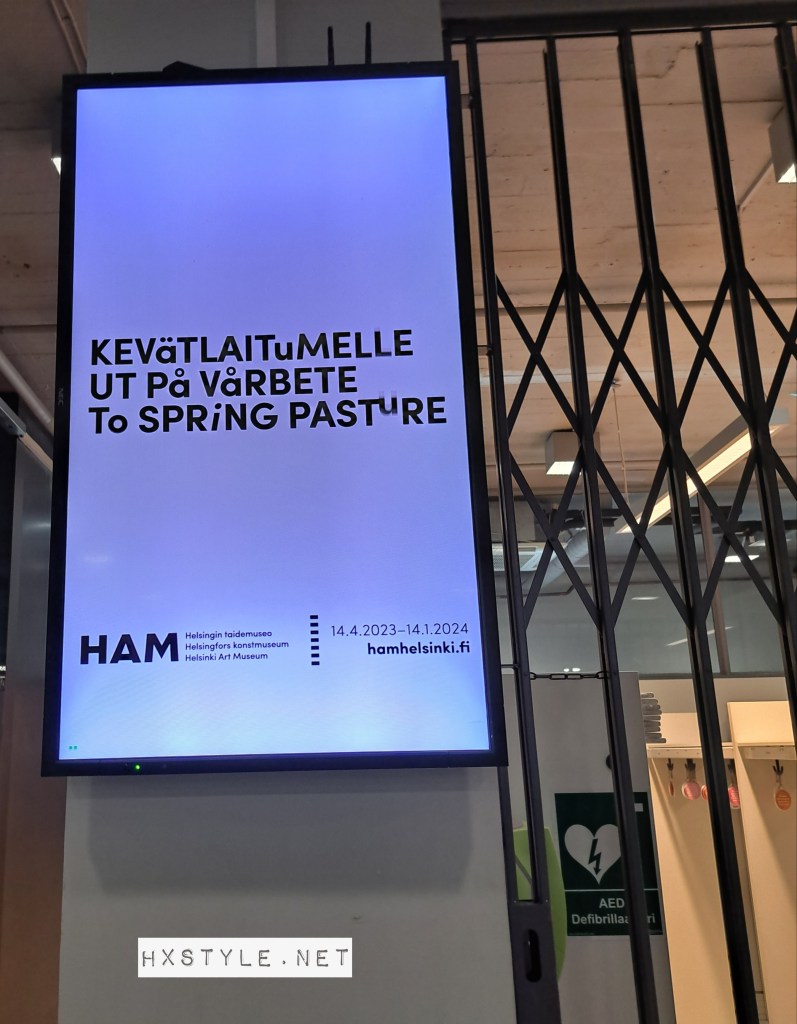 KEVäTLAITuMELLE
UT På VåRBETE
To SPRiNG PASTuRE
HAM
Helsingin taidemuseo
Helsingfors konstmuseum
Helsinki Art Museum
14.4.2023–14.1.2024
hamhelsinki.fi
NEC
AED
HXSTYLE.NET